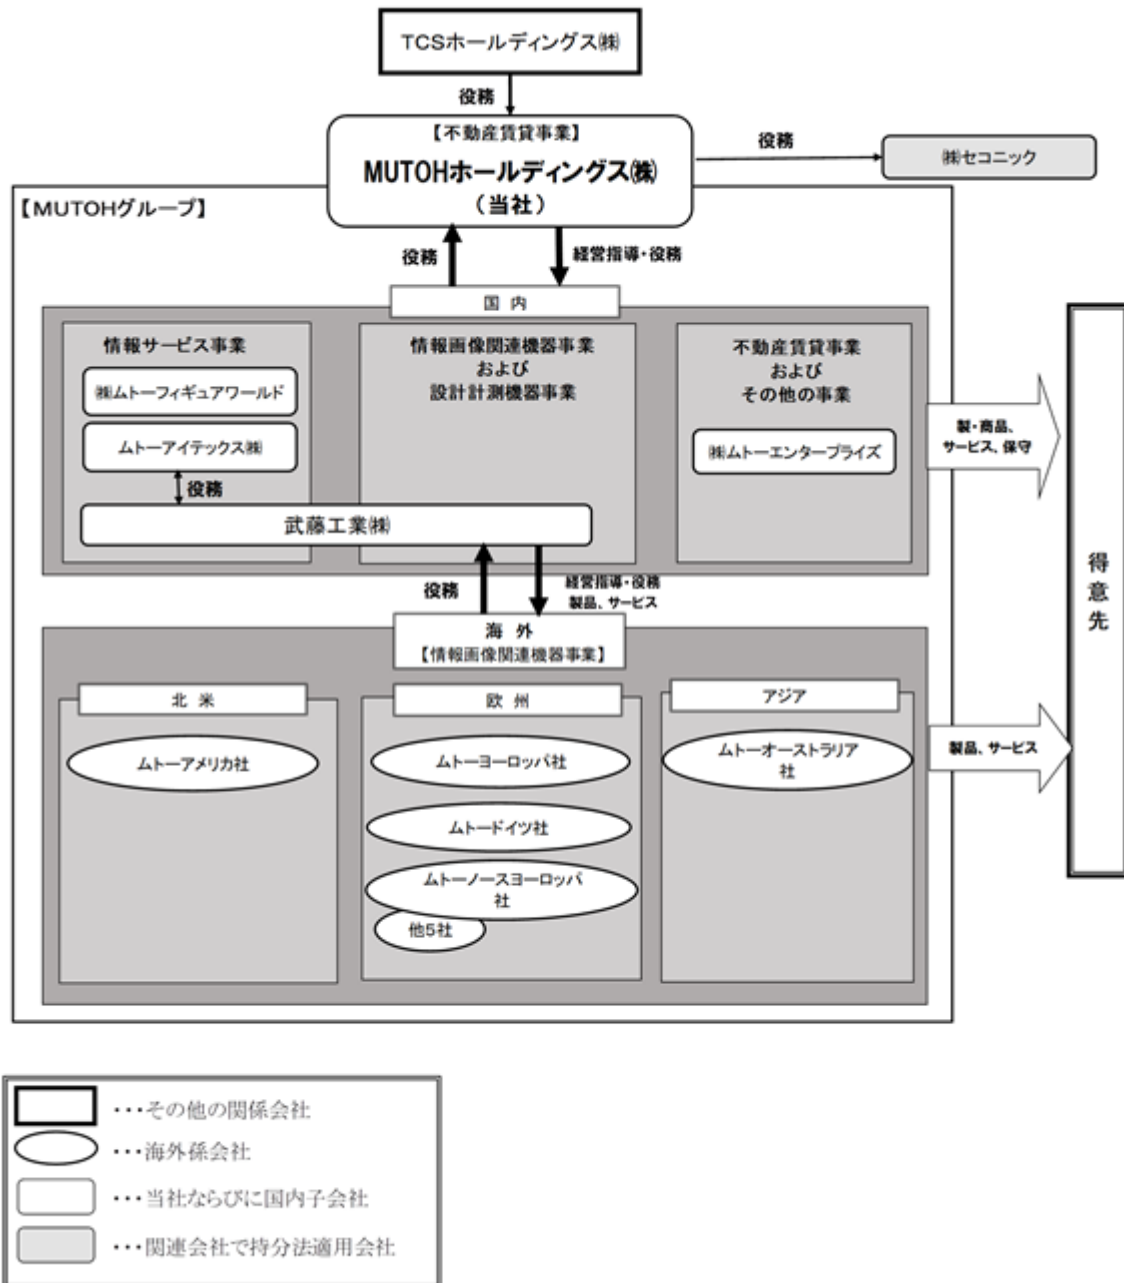 TCSホールディングス㈱
役務
【不動産賃貸事業】
MUTOHホールディングス㈱
(当社)
役務
㈱セコニック
【MUTOHグループ】
役務
経営指導・役務
国内
情報サービス事業
㈱ムトーフィギュアワールド
ムトーアイテックス㈱
役務
情報画像関連機器事業
および
設計計測機器事業
不動産賃貸事業
および
その他の事業
㈱ムトーエンタープライズ
武藤工業㈱
製・商品、
サービス、保守
得意先
役務
経営指導・役務
製品、サービス
海外
【情報画像関連機器事業】
北米
ムトーアメリカ社
欧州
ムトーヨーロッパ社
ムトードイツ社
ムトーノースヨーロッパ
社
他5社
アジア
ムトーオーストラリア
社
製品、サービス
・・・その他の関係会社
・・・海外孫会社
・・・当社ならびに国内子会社
・・・関連会社で持分法適用会社